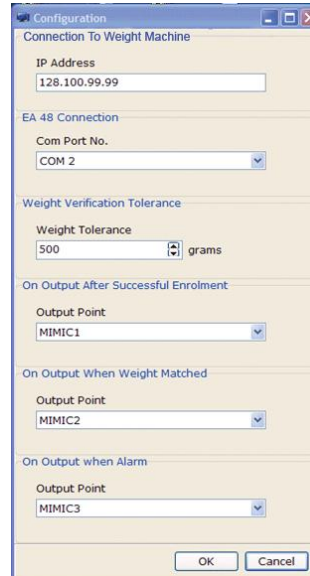 Configuration
Connection To Weight Machine
IP Address
128.100.99.99
EA 48 Connection
Com Port No.
COM 2
Weight Verification Tolerance
Weight Tolerance
500 grams
On Output After Successful Enrolment
Output Point
MIMIC1
On Output When Weight Matched
Output Point
MIMIC2
On Output when Alarm
Output Point
MIMIC3
OK Cancel